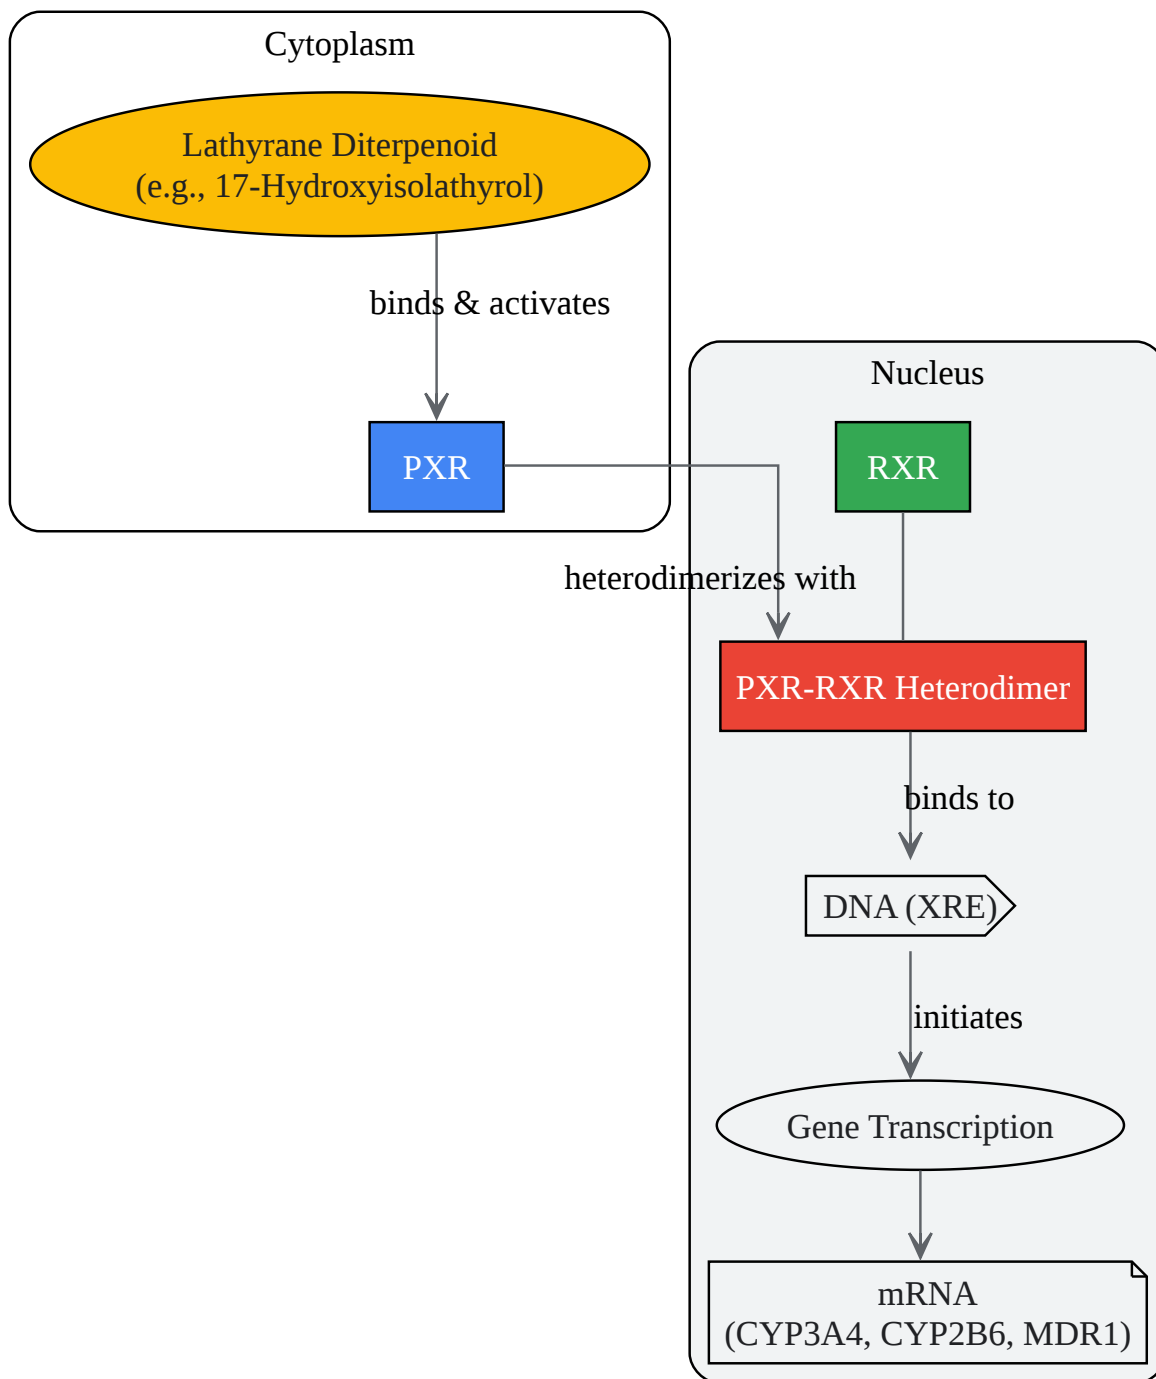 Cytoplasm
Lathyrane Diterpenoid
(e.g., 17-Hydroxyisolathyrol)
binds & activates
PXR
Nucleus
RXR
heterodimerizes with
PXR-RXR Heterodimer
binds to
DNA (XRE)
initiates
Gene Transcription
mRNA
(CYP3A4, CYP2B6, MDR1)